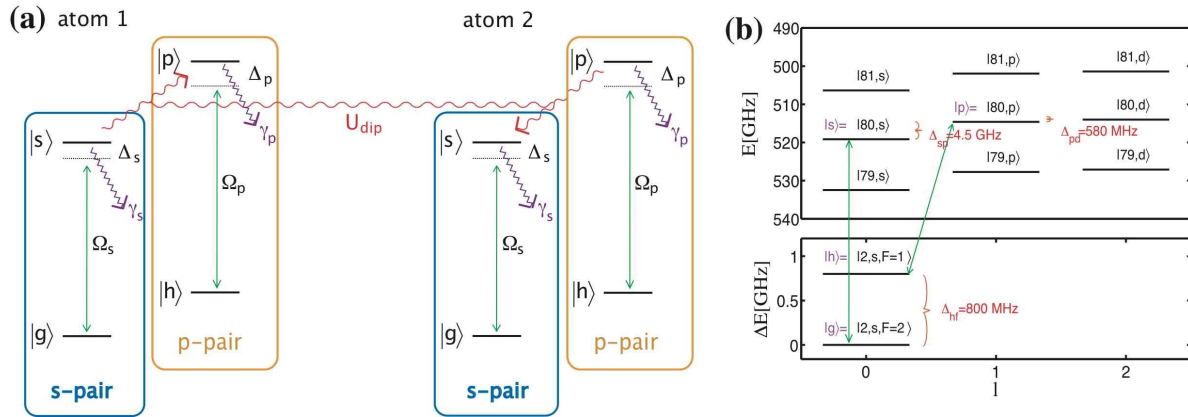 (a)
atom 1
atom 2
|p⟩
Δp
γp
|s⟩
Δs
γs
Ωp
Ωs
|h⟩
|g⟩
p-pair
s-pair
Udip
|p⟩
Δp
γp
|s⟩
Δs
γs
Ωp
Ωs
|h⟩
|g⟩
p-pair
s-pair
(b)
490
500
510
520
530
540
E[GHz]
|81,s⟩
|81,p⟩
|81,d⟩
|s⟩= |80,s⟩
|p⟩= |80,p⟩
|80,d⟩
Δsp=4.5 GHz
Δpd=580 MHz
|79,s⟩
|79,p⟩
|79,d⟩
1
0.5
0
ΔE[GHz]
|h⟩= |2,s,F=1⟩
Δhf=800 MHz
|g⟩= |2,s,F=2⟩
0
1
2
l